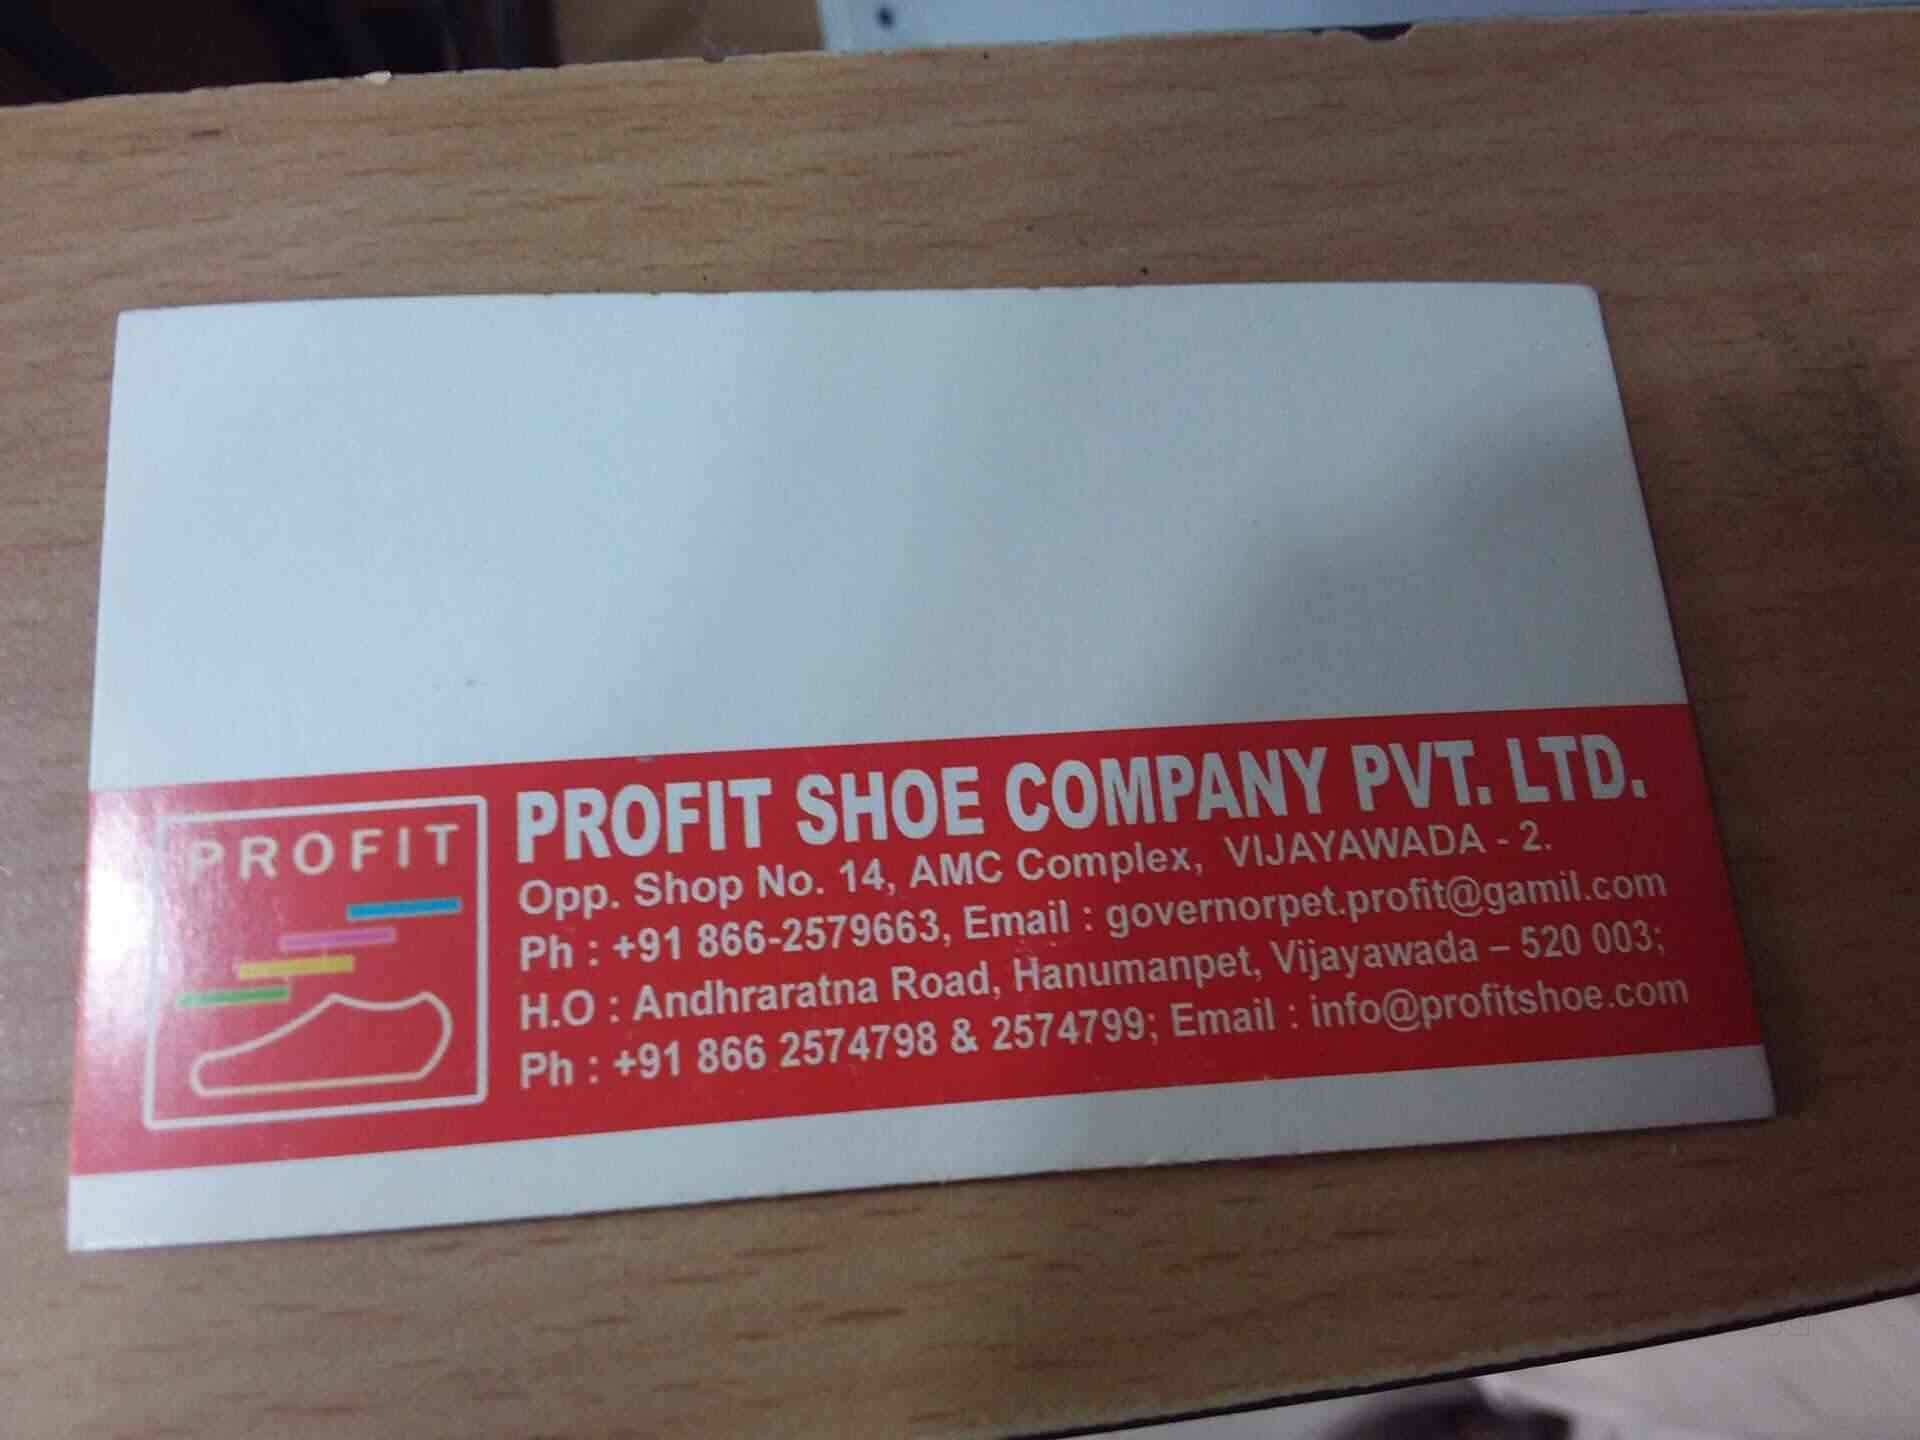 PROFIT
PROFIT SHOE COMPANY PVT. LTD.
Opp. Shop No. 14, AMC Complex, VIJAYAWADA - 2.
Ph : +91 866-2579663, Email : governorpet.profit@gamil.com
H.O : Andhraratna Road, Hanumanpet, Vijayawada – 520 003;
Ph : +91 866 2574798 & 2574799; Email : info@profitshoe.com